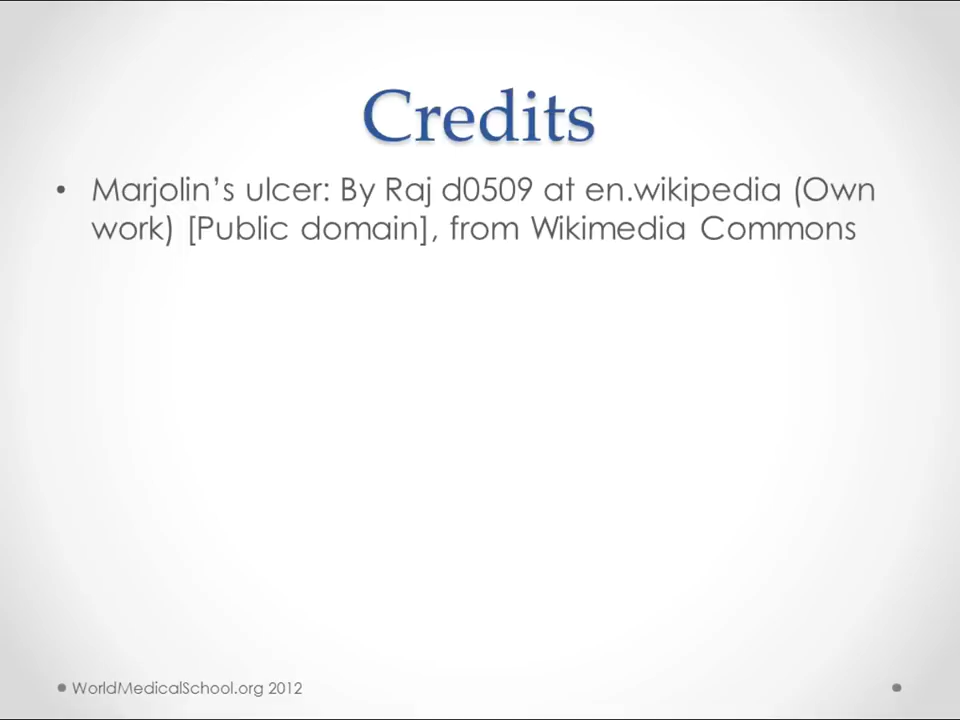 Credits
• Marjolin’s ulcer: By Raj d0509 at en.wikipedia (Own
work) [Public domain], from Wikimedia Commons
WorldMedicalSchool.org 2012